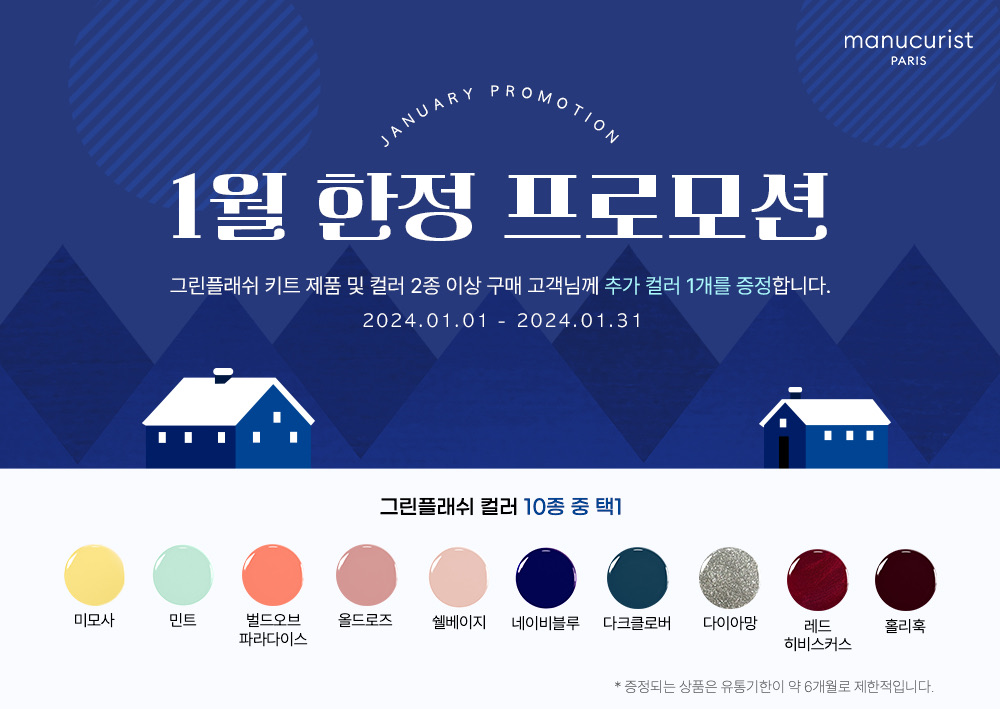 manucurist
PARIS
JANUARY PROMOTION
1월 한정 프로모션
그린플래쉬 키트 제품 및 컬러 2종 이상 구매 고객님께 추가 컬러 1개를 증정합니다.
2024.01.01 - 2024.01.31
그린플래쉬 컬러 10종 중 택1
미모사
민트
벌드오브
파라다이스
올드로즈
쉘베이지
네이비블루
다크클로버
다이아망
레드
히비스커스
홀리훅
* 증정되는 상품은 유통기한이 약 6개월로 제한적입니다.